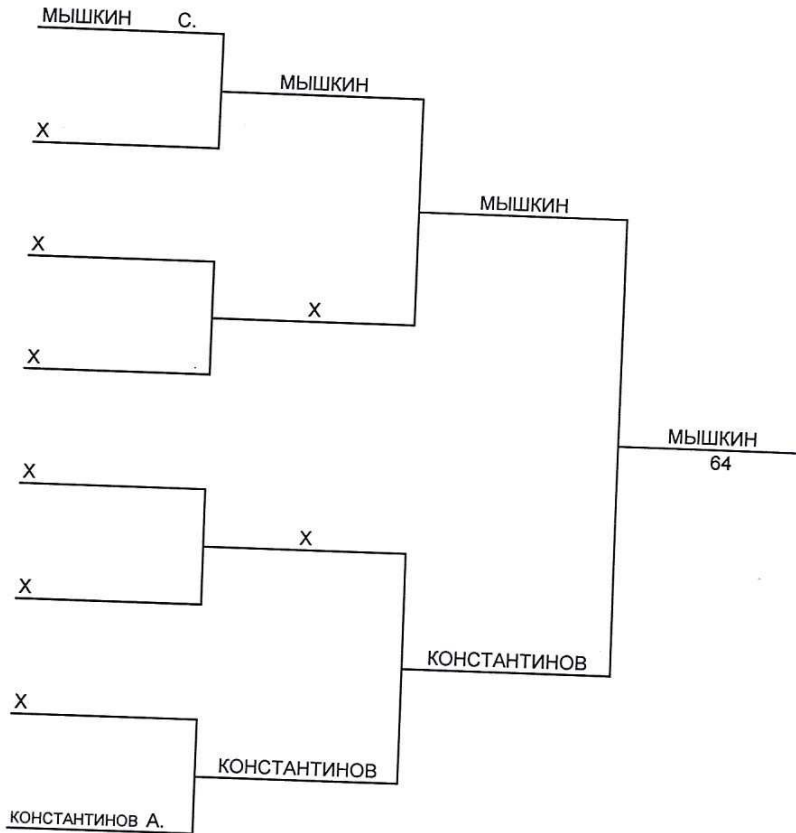 МЫШКИН С.
МЫШКИН
X
МЫШКИН
X
X
X
МЫШКИН
64
X
X
X
КОНСТАНТИНОВ
X
КОНСТАНТИНОВ
КОНСТАНТИНОВ А.